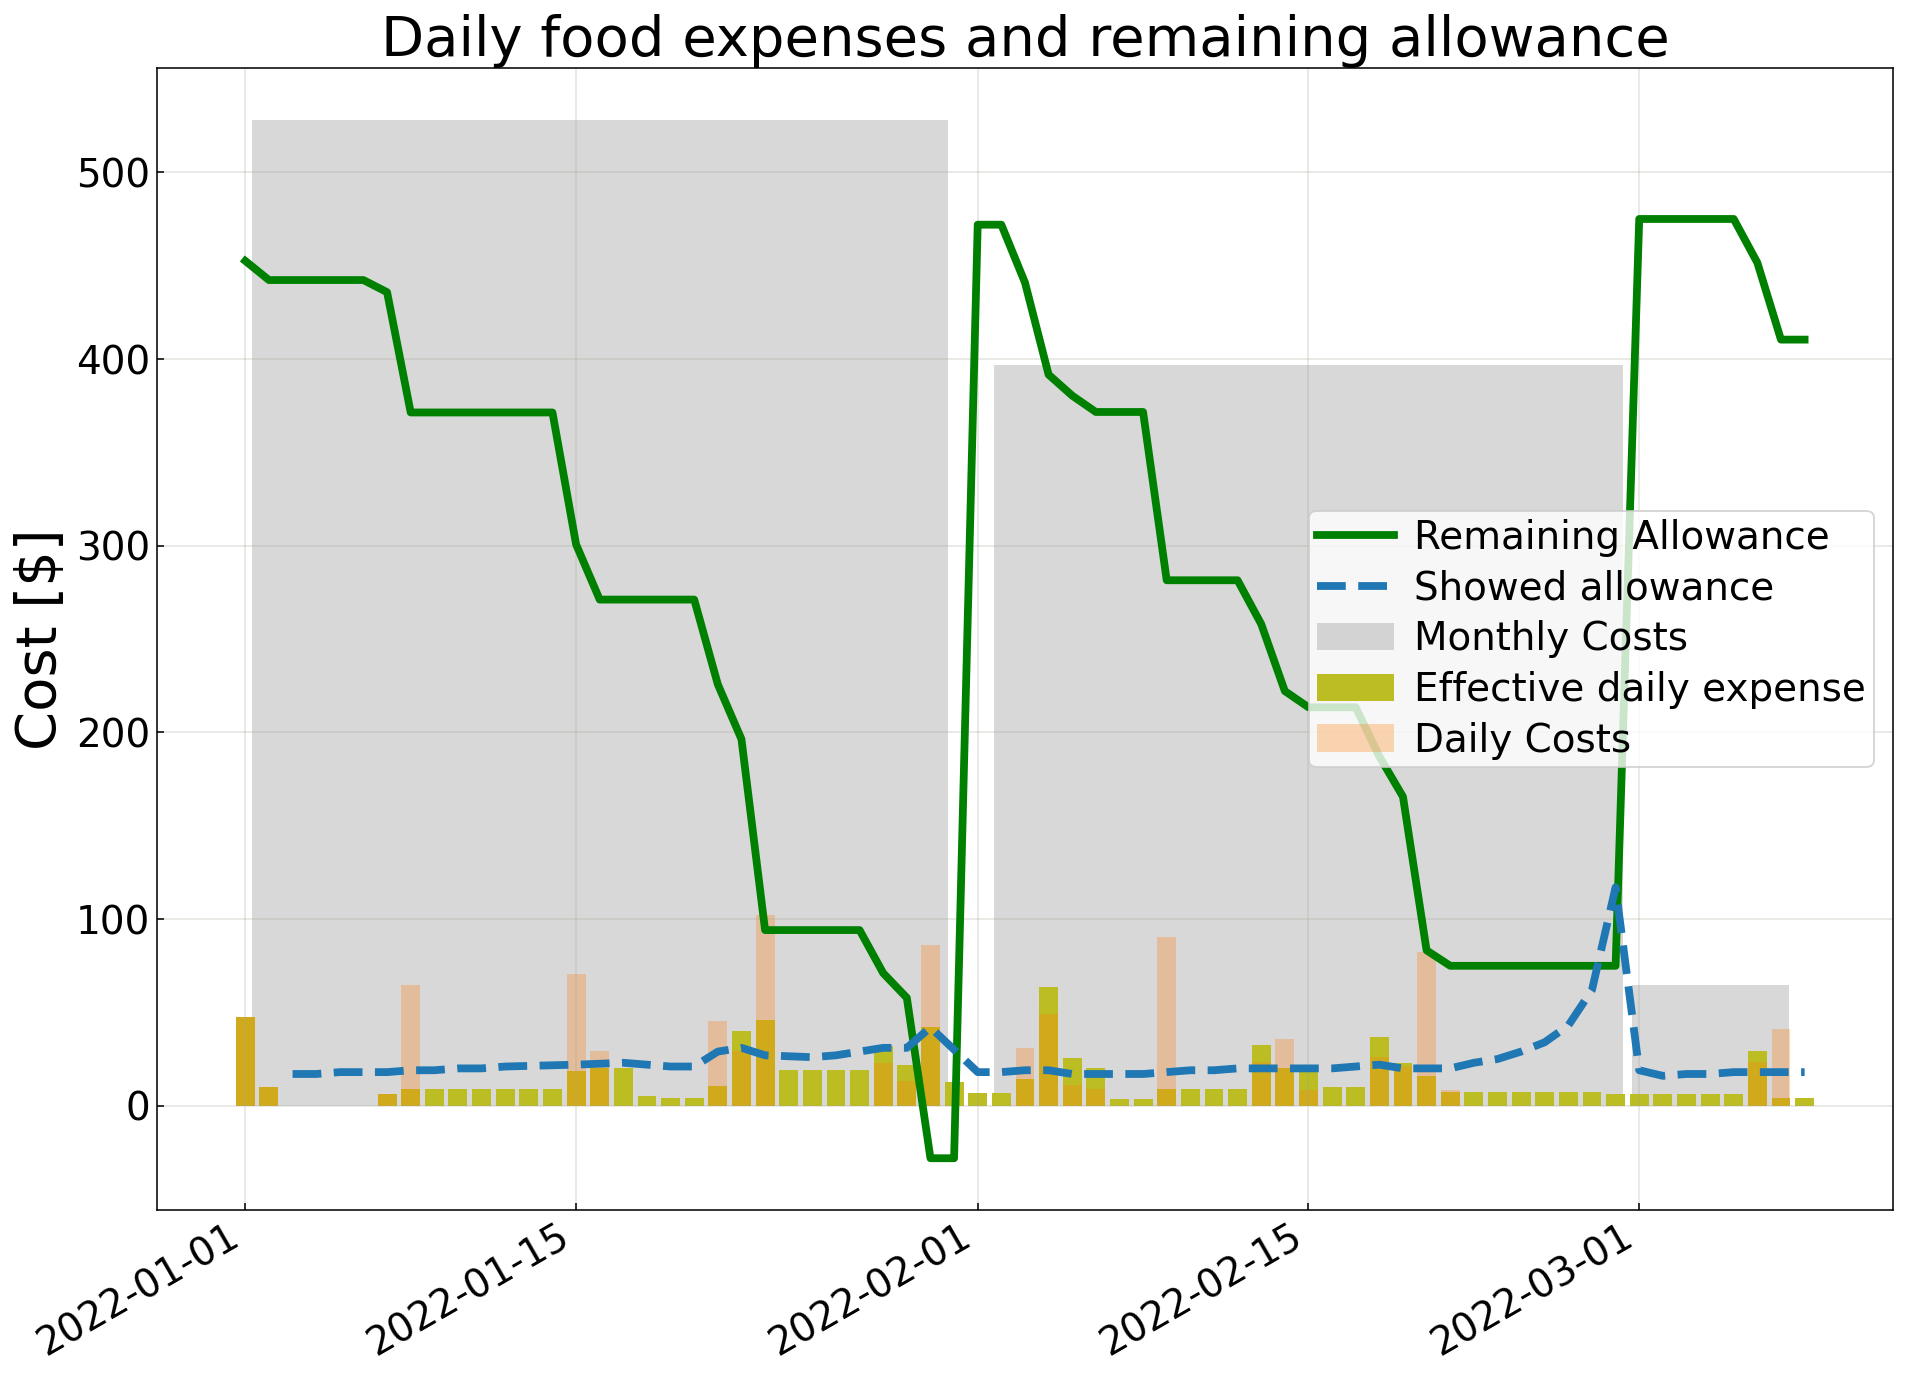 Daily food expenses and remaining allowance
Cost [$]
500
400
300
200
100
0
Remaining Allowance
Showed allowance
Monthly Costs
Effective daily expense
Daily Costs
2022-01-01
2022-01-15
2022-02-01
2022-02-15
2022-03-01